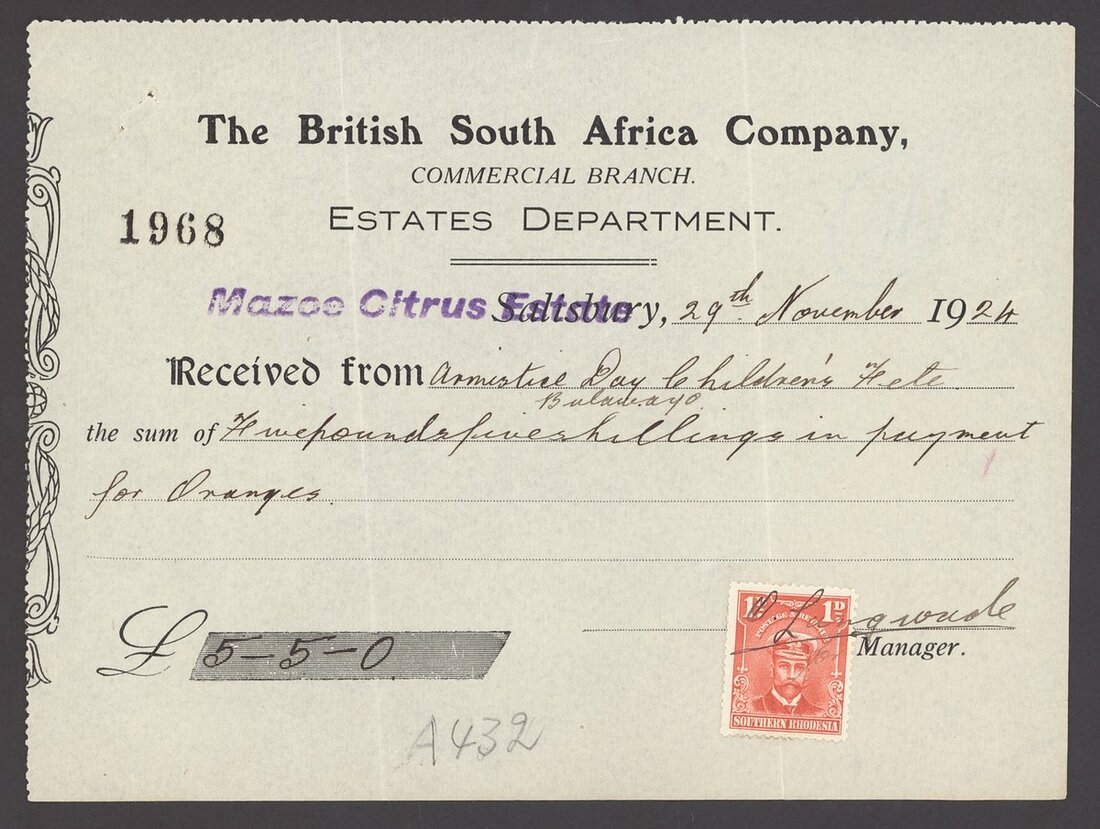 The British South Africa Company,
COMMERCIAL BRANCH.
ESTATES DEPARTMENT.
1968
Mazoe Citrus Estate
Salisbury, 29th November 1924
Received from Armistice Day Children's Fete
Bulawayo
the sum of Five pounds five shillings in payment
for Oranges.
£ 5-5-0
Manager.
1D 1D
POSTAGE & REVENUE
SOUTHERN RHODESIA
A432